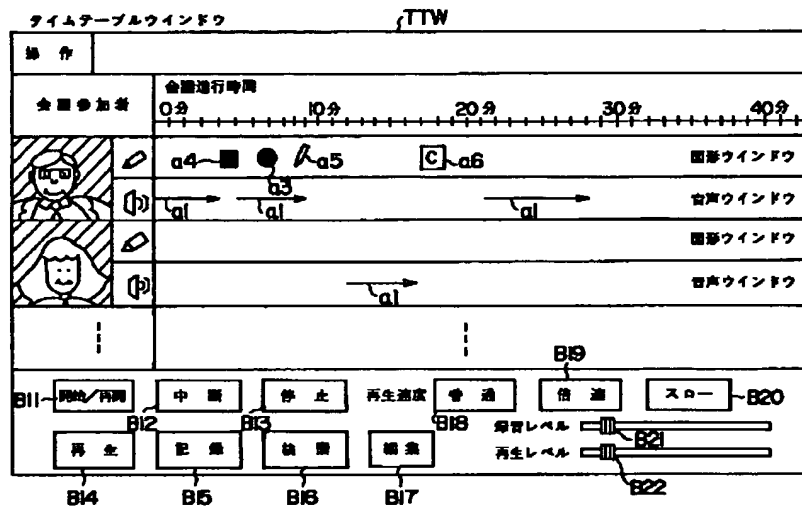 タイムテーブルウインドウ TTW
操作
会議参加者 会議進行時間
0分 10分 20分 30分 40分
a4 a3 a5 C a6 図形ウインドウ
a1 a1 a1 音声ウインドウ
図形ウインドウ
a1 音声ウインドウ
B19
B11 開始/再開 中断 停止 再生速度 普通 倍速 スロー B20
B12 B13 B18
録音レベル B21
再生 記録 検索 編集 再生レベル
B22
B14 B15 B16 B17